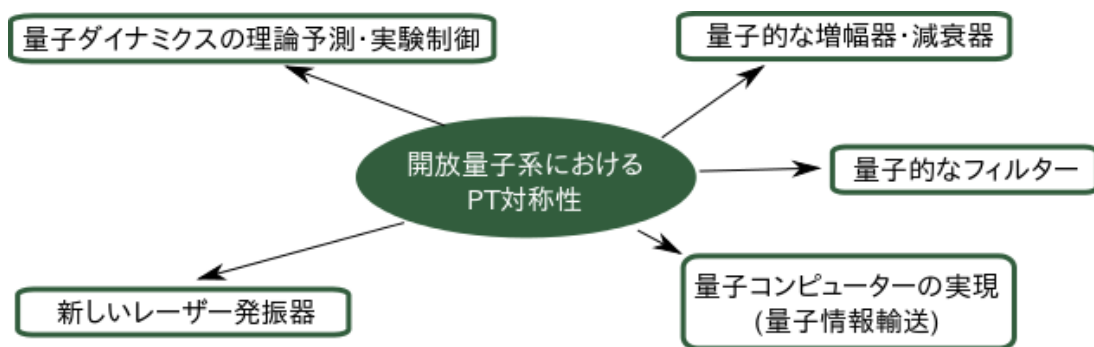 量子ダイナミクスの理論予測・実験制御
量子的な増幅器・減衰器
開放量子系における
PT対称性
量子的なフィルター
新しいレーザー発振器
量子コンピューターの実現
(量子情報輸送)